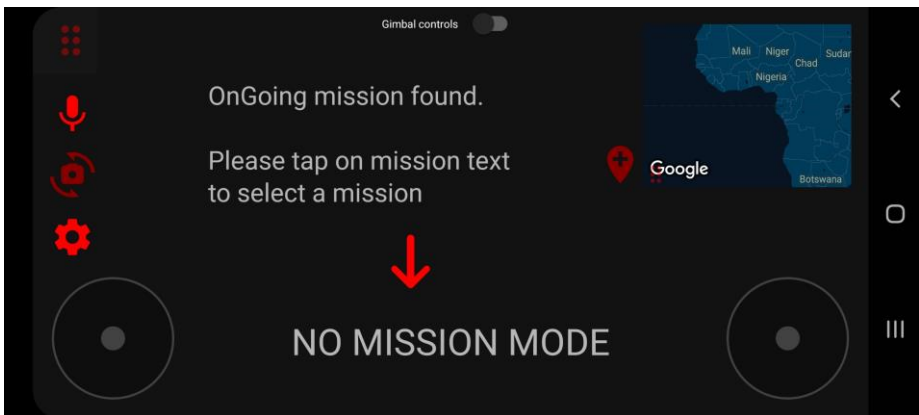 Gimbal controls
OnGoing mission found.
Please tap on mission text
to select a mission
NO MISSION MODE
Mali Niger Sudan
Chad
Nigeria
Google
Botswana